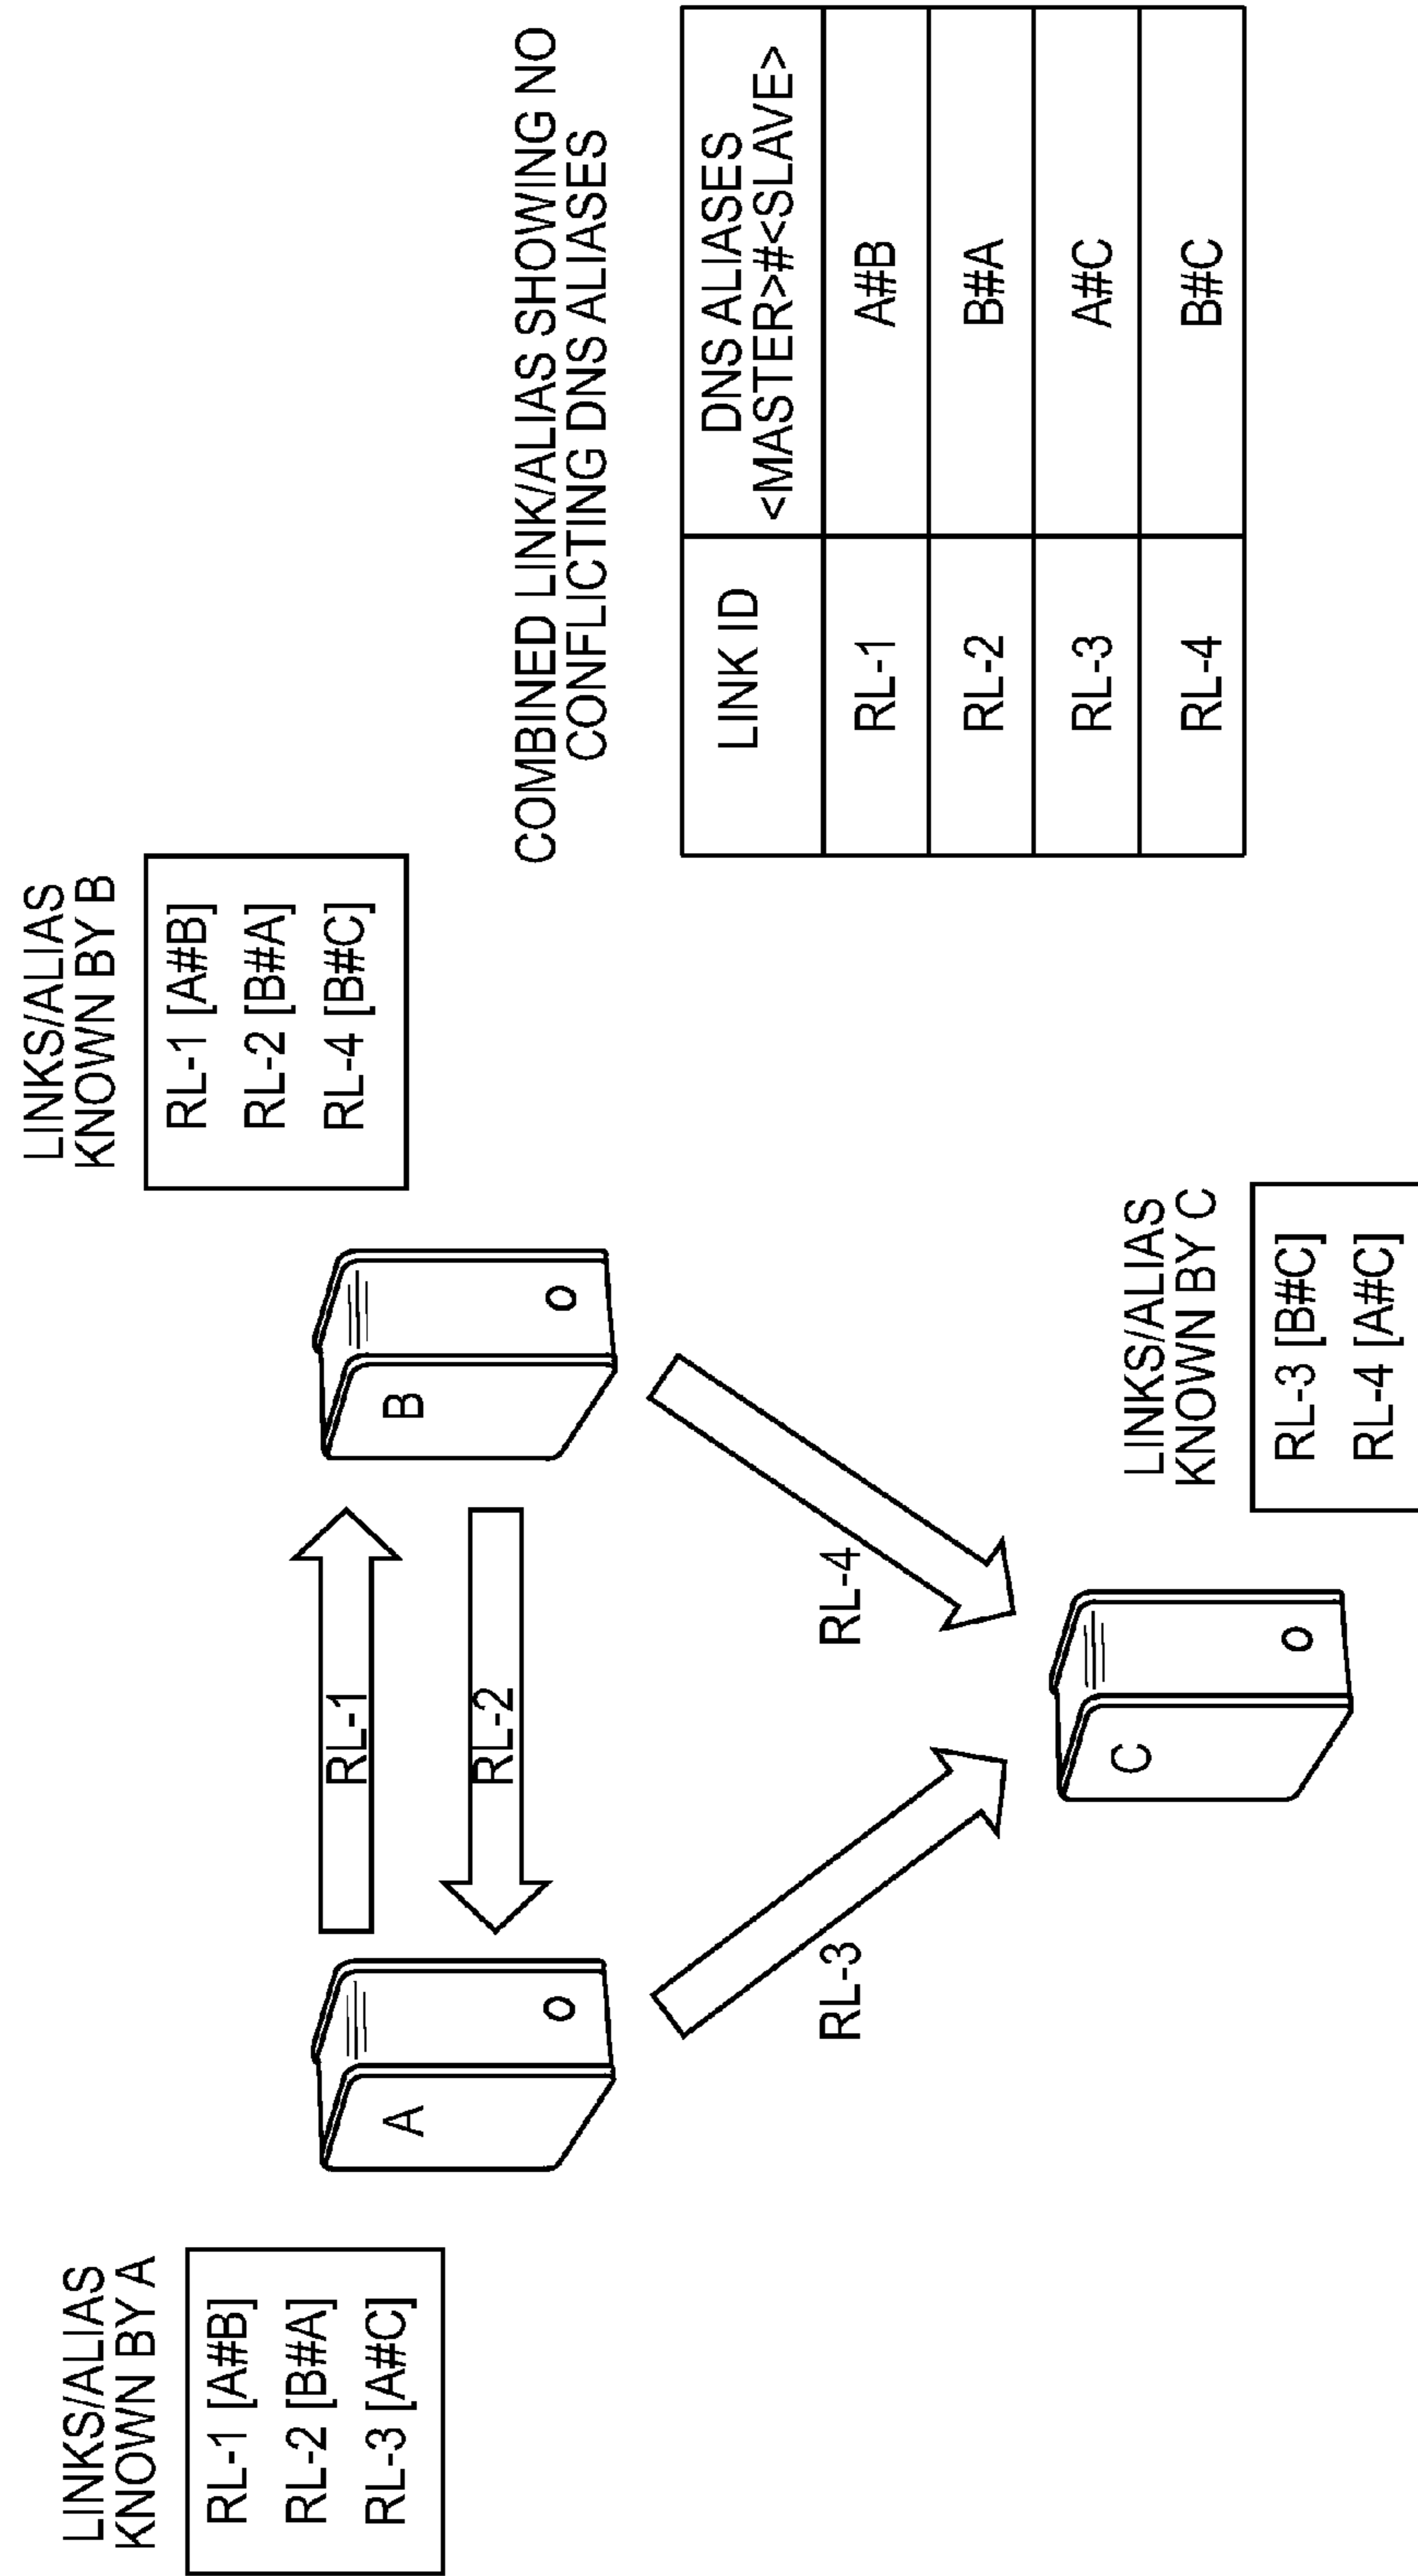 LINKS/ALIAS
KNOWN BY A
RL-1 [A#B]
RL-2 [B#A]
RL-3 [A#C]
A
RL-1
RL-2
B
LINKS/ALIAS
KNOWN BY B
RL-1 [A#B]
RL-2 [B#A]
RL-4 [B#C]
RL-3
RL-4
C
LINKS/ALIAS
KNOWN BY C
RL-3 [B#C]
RL-4 [A#C]
COMBINED LINK/ALIAS SHOWING NO
CONFLICTING DNS ALIASES
LINK ID
DNS ALIASES
<MASTER>#<SLAVE>
RL-1
A#B
RL-2
B#A
RL-3
A#C
RL-4
B#C